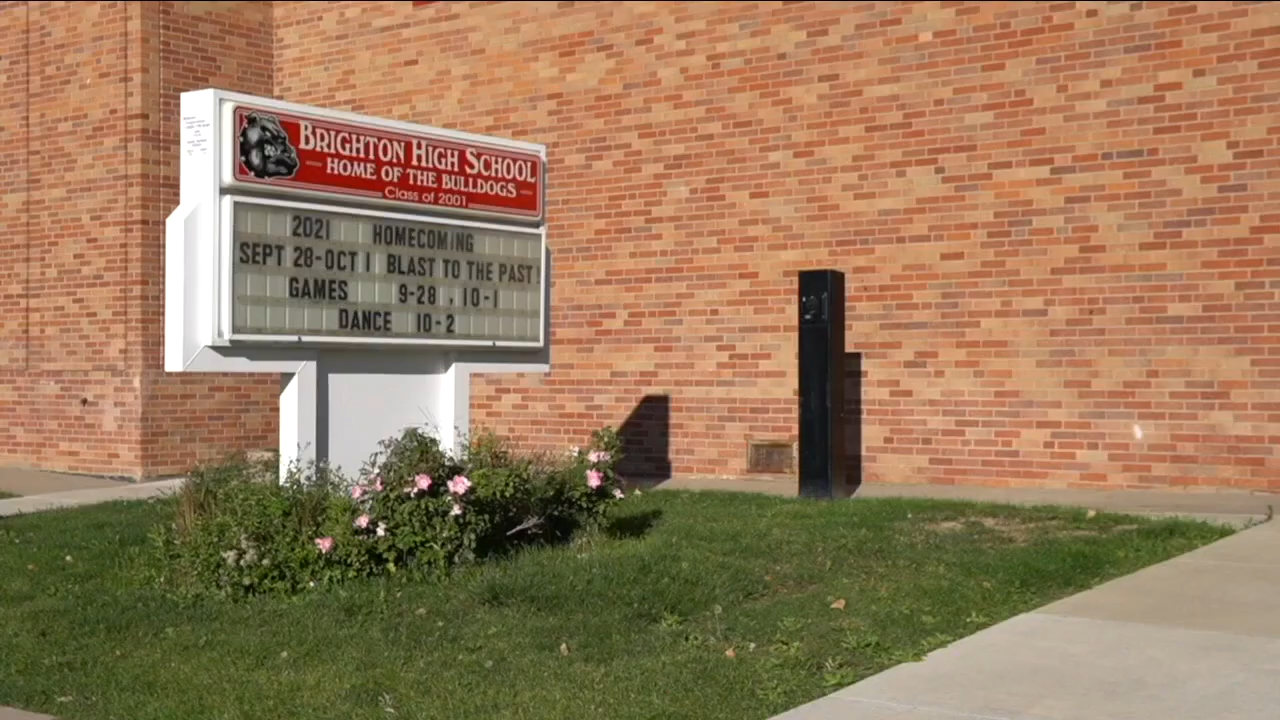 BRIGHTON HIGH SCHOOL
HOME OF THE BULLDOGS
Class of 2001
2021 HOMECOMING
SEPT 28-OCT 1 BLAST TO THE PAST!
GAMES 9-28 , 10-1
DANCE 10-2